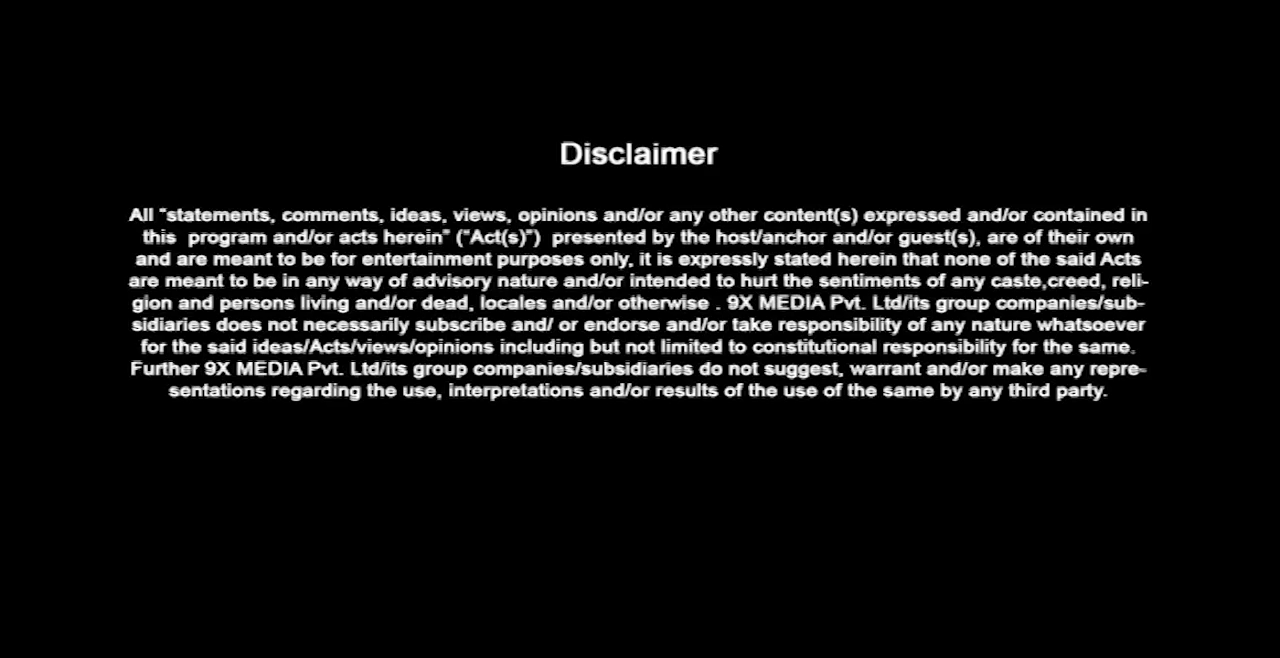 Disclaimer
All "statements, comments, ideas, views, opinions and/or any other content(s) expressed and/or contained in
this program and/or acts herein" ("Act(s)") presented by the host/anchor and/or guest(s), are of their own
and are meant to be for entertainment purposes only, it is expressly stated herein that none of the said Acts
are meant to be in any way of advisory nature and/or intended to hurt the sentiments of any caste,creed, reli-
gion and persons living and/or dead, locales and/or otherwise . 9X MEDIA Pvt. Ltd/its group companies/sub-
sidiaries does not necessarily subscribe and/ or endorse and/or take responsibility of any nature whatsoever
for the said ideas/Acts/views/opinions including but not limited to constitutional responsibility for the same.
Further 9X MEDIA Pvt. Ltd/its group companies/subsidiaries do not suggest, warrant and/or make any repre-
sentations regarding the use, interpretations and/or results of the use of the same by any third party.